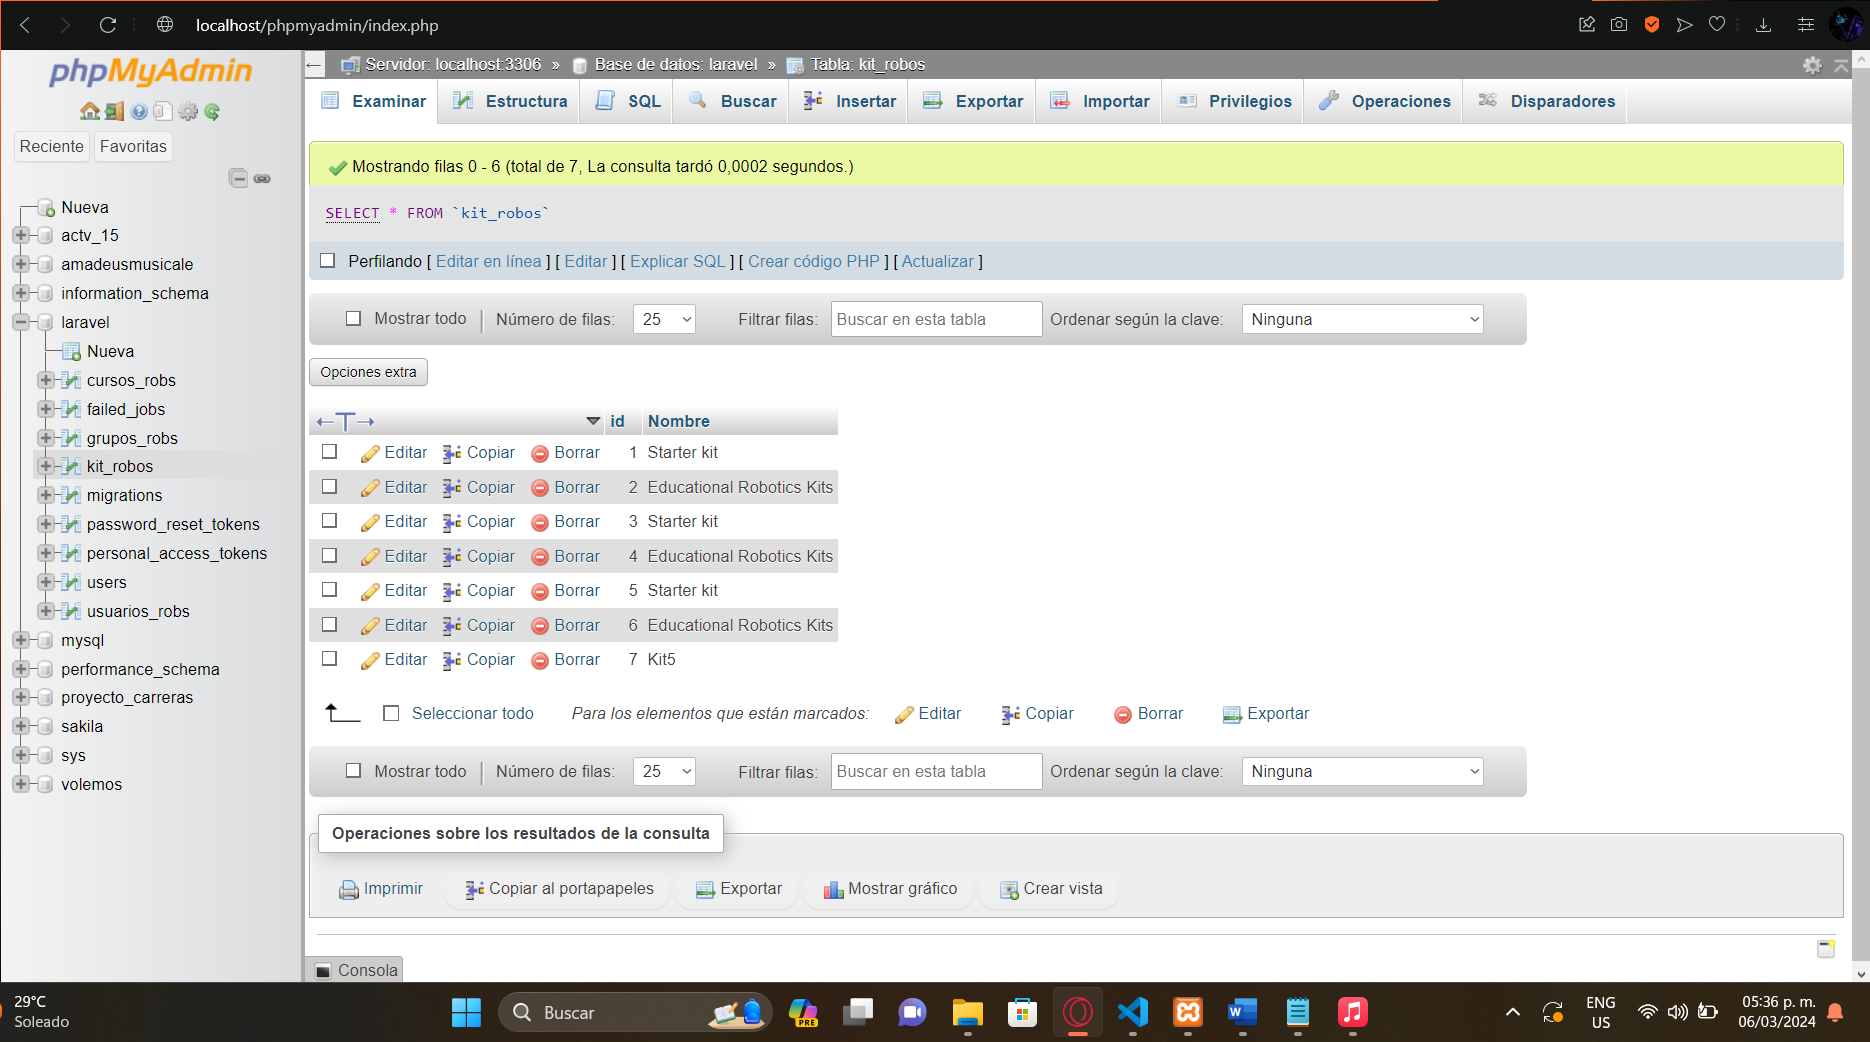 localhost/phpmyadmin/index.php
phpMyAdmin
Reciente Favoritas
Nueva
actv_15
amadeusmusicale
information_schema
laravel
Nueva
cursos_robs
failed_jobs
grupos_robs
kit_robos
migrations
password_reset_tokens
personal_access_tokens
users
usuarios_robs
mysql
performance_schema
proyecto_carreras
sakila
sys
volemos
Servidor: localhost:3306 » Base de datos: laravel » Tabla: kit_robos
Examinar Estructura SQL Buscar Insertar Exportar Importar Privilegios Operaciones Disparadores
Mostrando filas 0 - 6 (total de 7, La consulta tardó 0,0002 segundos.)
SELECT * FROM `kit_robos`
Perfilando [ Editar en línea ] [ Editar ] [ Explicar SQL ] [ Crear código PHP ] [ Actualizar ]
Mostrar todo | Número de filas: 25 Filtrar filas: Buscar en esta tabla Ordenar según la clave: Ninguna
Opciones extra
←T→ id Nombre
Editar Copiar Borrar 1 Starter kit
Editar Copiar Borrar 2 Educational Robotics Kits
Editar Copiar Borrar 3 Starter kit
Editar Copiar Borrar 4 Educational Robotics Kits
Editar Copiar Borrar 5 Starter kit
Editar Copiar Borrar 6 Educational Robotics Kits
Editar Copiar Borrar 7 Kit5
Seleccionar todo Para los elementos que están marcados: Editar Copiar Borrar Exportar
Mostrar todo | Número de filas: 25 Filtrar filas: Buscar en esta tabla Ordenar según la clave: Ninguna
Operaciones sobre los resultados de la consulta
Imprimir Copiar al portapapeles Exportar Mostrar gráfico Crear vista
Consola
29°C
Soleado
Buscar
PRE
W
ENG
US
05:36 p. m.
06/03/2024